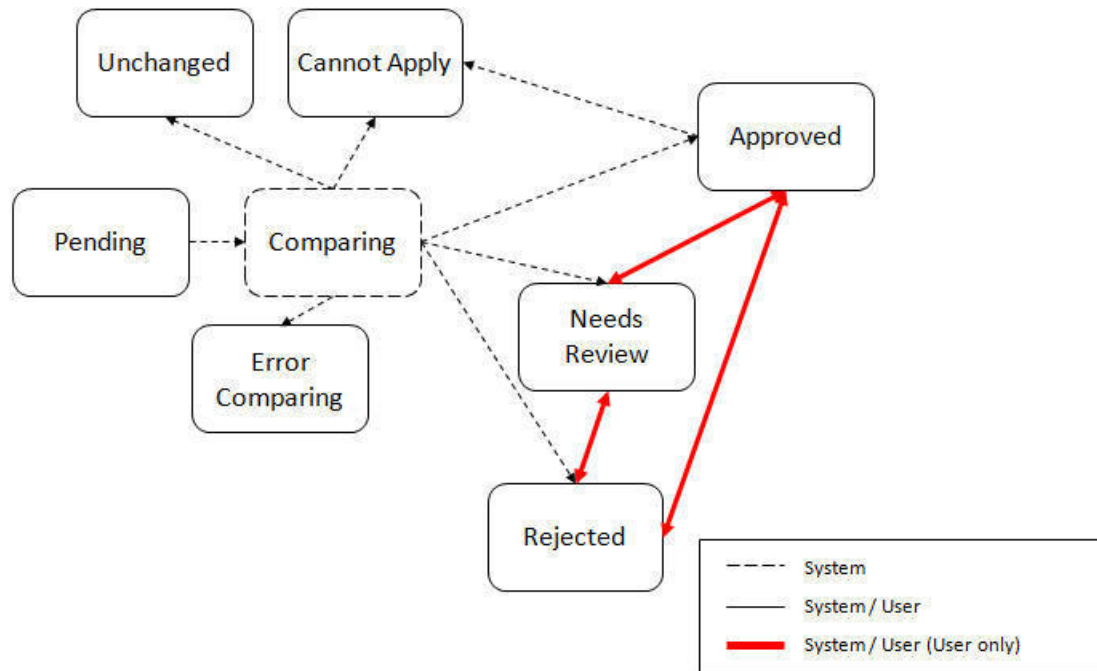 Unchanged
Cannot Apply
Approved
Pending
Comparing
Needs
Review
Error
Comparing
Rejected
System
System / User
System / User (User only)